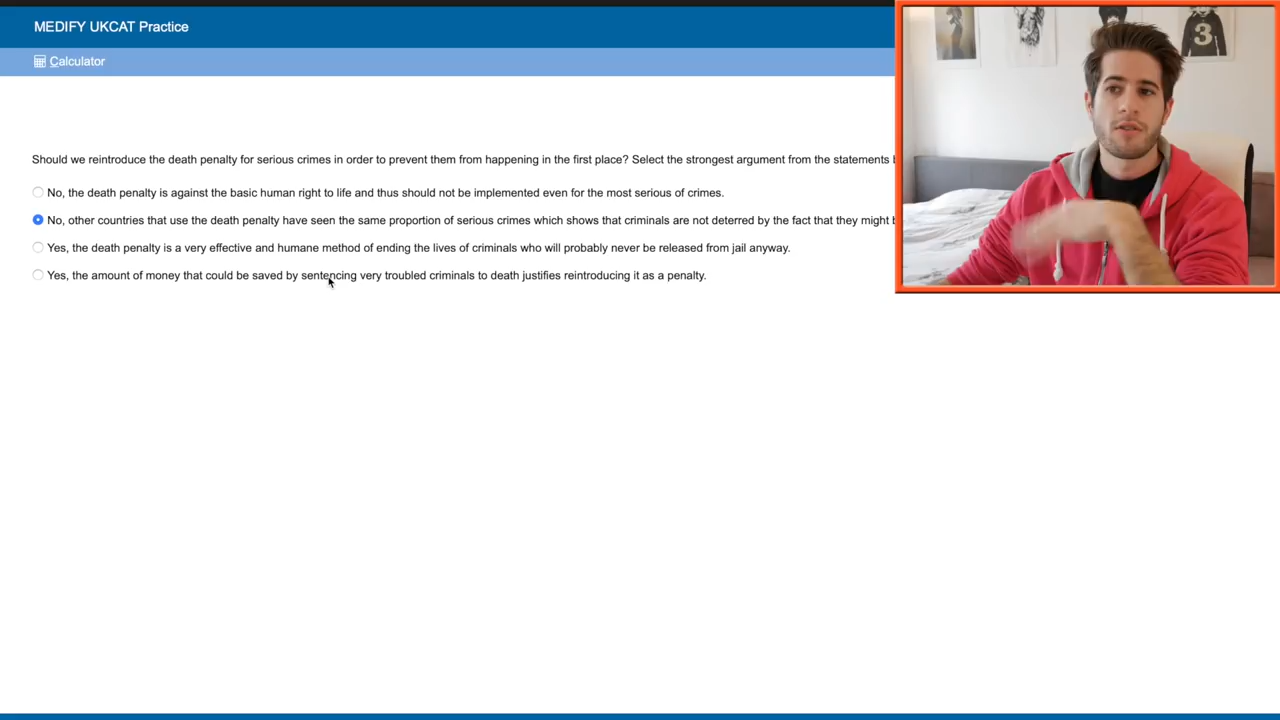 MEDIFY UKCAT Practice
Calculator
3
Should we reintroduce the death penalty for serious crimes in order to prevent them from happening in the first place? Select the strongest argument from the statements
No, the death penalty is against the basic human right to life and thus should not be implemented even for the most serious of crimes.
No, other countries that use the death penalty have seen the same proportion of serious crimes which shows that criminals are not deterred by the fact that they might
Yes, the death penalty is a very effective and humane method of ending the lives of criminals who will probably never be released from jail anyway.
Yes, the amount of money that could be saved by sentencing very troubled criminals to death justifies reintroducing it as a penalty.